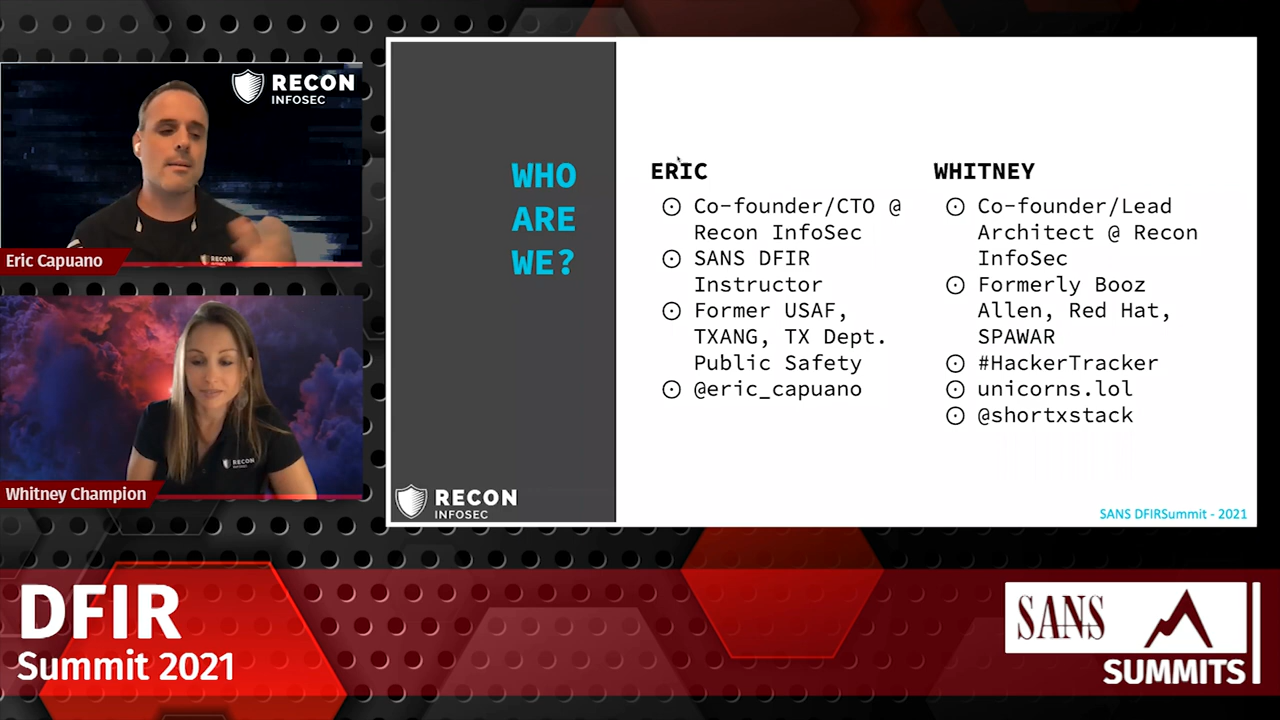 RECON
INFOSEC
Eric Capuano
RECON
INFOSEC
Whitney Champion
WHO
ARE
WE?
ERIC
Co-founder/CTO @
Recon InfoSec
SANS DFIR
Instructor
Former USAF,
TXANG, TX Dept.
Public Safety
@eric_capuano
WHITNEY
Co-founder/Lead
Architect @ Recon
InfoSec
Formerly Booz
Allen, Red Hat,
SPAWAR
#HackerTracker
unicorns.lol
@shortxstack
RECON
INFOSEC
SANS DFIRSummit - 2021
DFIR
Summit 2021
SANS
SUMMITS